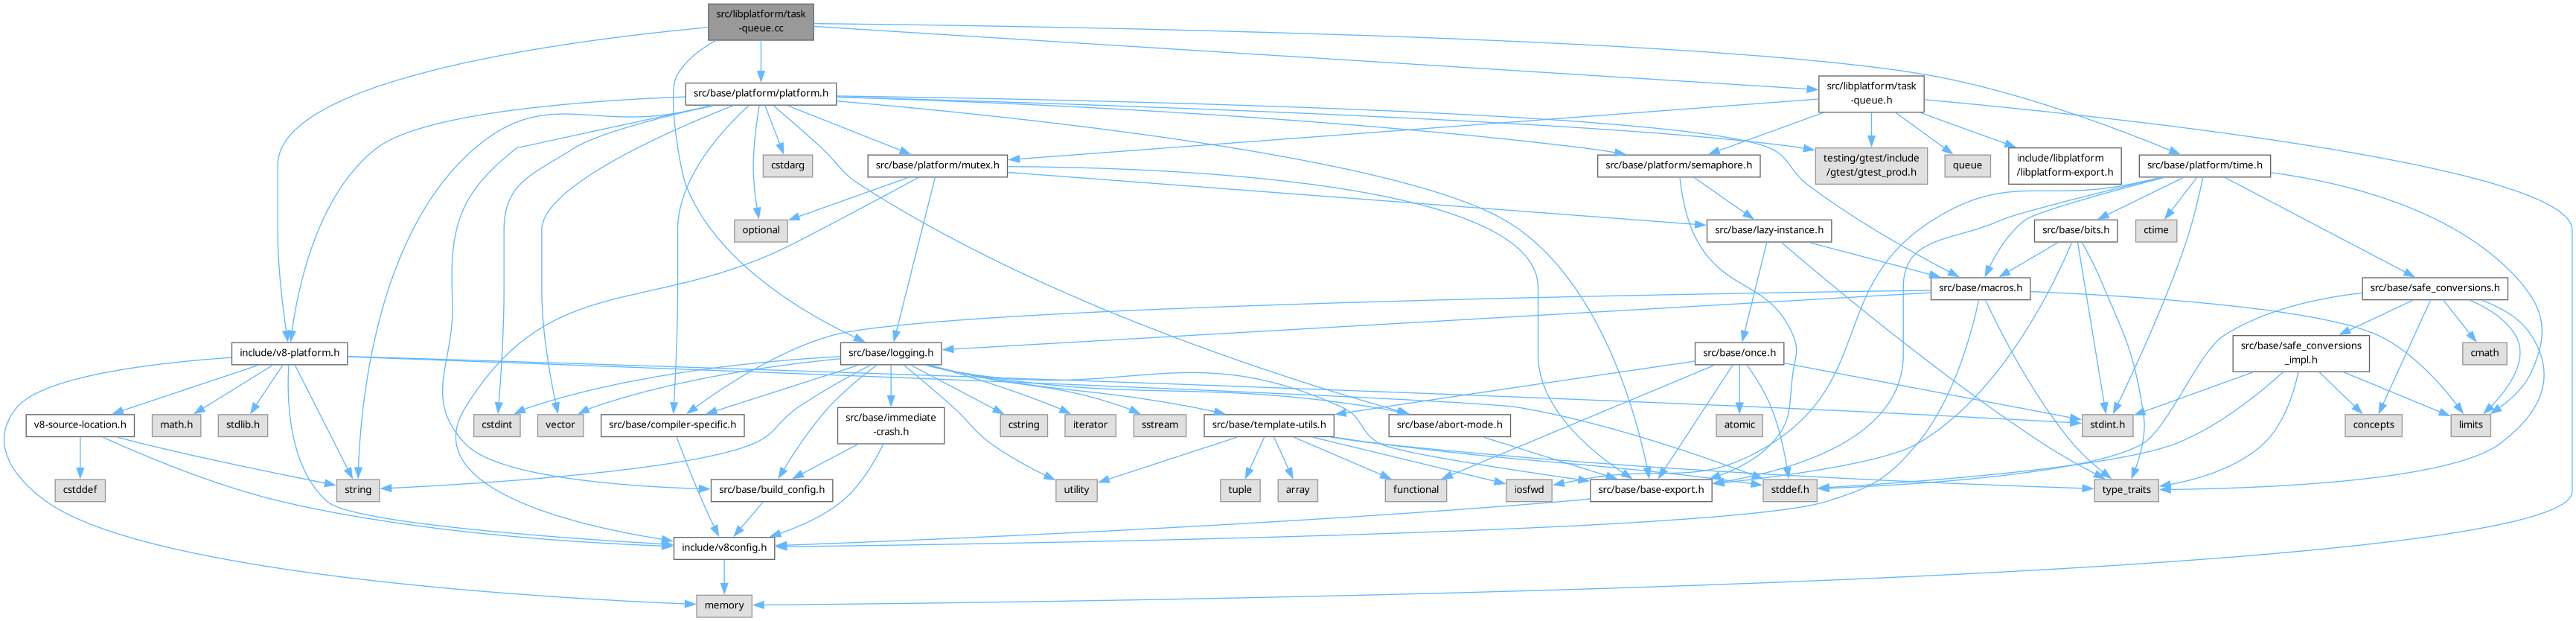 src/libplatform/task
-queue.cc
src/base/platform/platform.h
src/libplatform/task
-queue.h
cstdarg
src/base/platform/mutex.h
src/base/platform/semaphore.h
testing/gtest/include
/gtest/gtest_prod.h
queue
include/libplatform
/libplatform-export.h
src/base/platform/time.h
optional
src/base/lazy-instance.h
src/base/bits.h
ctime
src/base/macros.h
src/base/safe_conversions.h
include/v8-platform.h
src/base/logging.h
src/base/once.h
src/base/safe_conversions
_impl.h
cmath
v8-source-location.h
math.h
stdlib.h
cstdint
vector
src/base/compiler-specific.h
src/base/immediate
-crash.h
cstring
iterator
sstream
src/base/template-utils.h
src/base/abort-mode.h
atomic
stdint.h
concepts
limits
cstddef
string
src/base/build_config.h
utility
tuple
array
functional
iosfwd
src/base/base-export.h
stddef.h
type_traits
include/v8config.h
memory